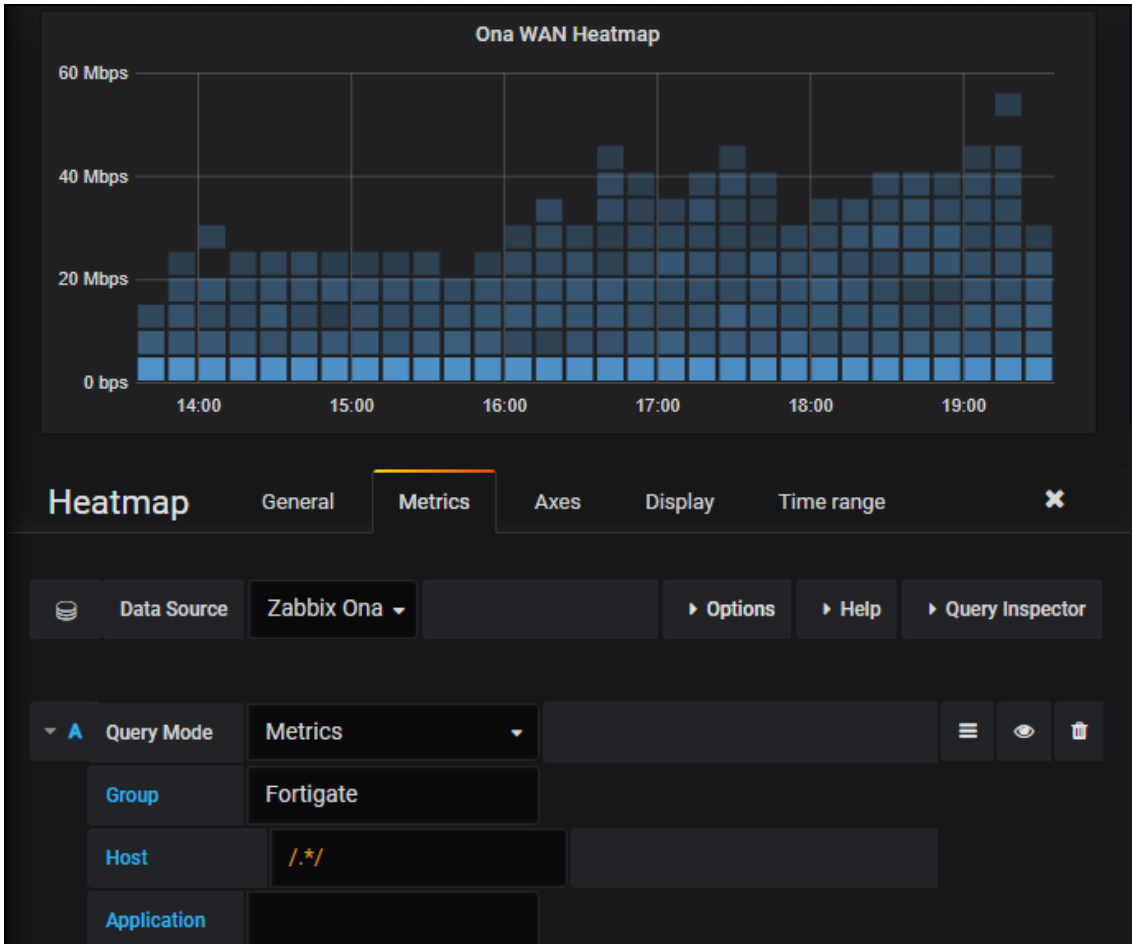 Ona WAN Heatmap
60 Mbps
40 Mbps
20 Mbps
0 bps
14:00 15:00 16:00 17:00 18:00 19:00
Heatmap General Metrics Axes Display Time range
Data Source Zabbix Ona Options Help Query Inspector
A Query Mode Metrics
Group Fortigate
Host /.*/
Application